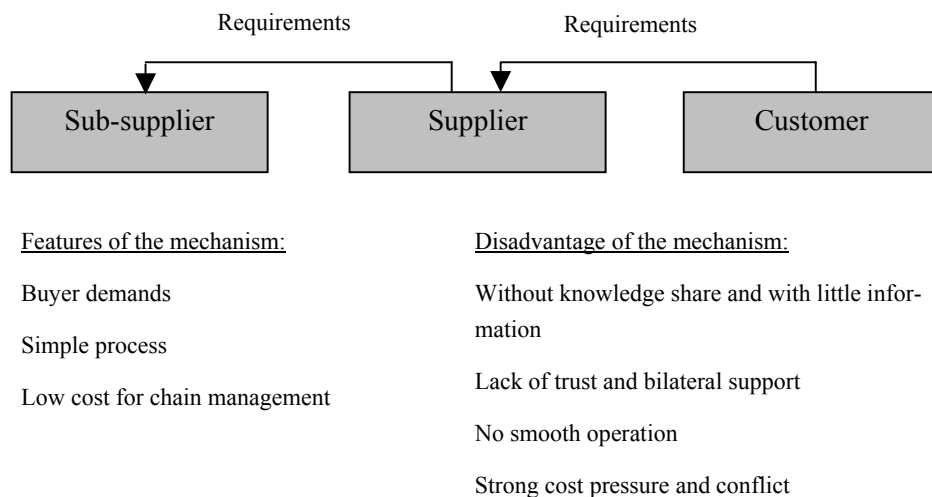 Requirements
Requirements
Sub-supplier
Supplier
Customer
Features of the mechanism:
Buyer demands
Simple process
Low cost for chain management
Disadvantage of the mechanism:
Without knowledge share and with little infor-
mation
Lack of trust and bilateral support
No smooth operation
Strong cost pressure and conflict